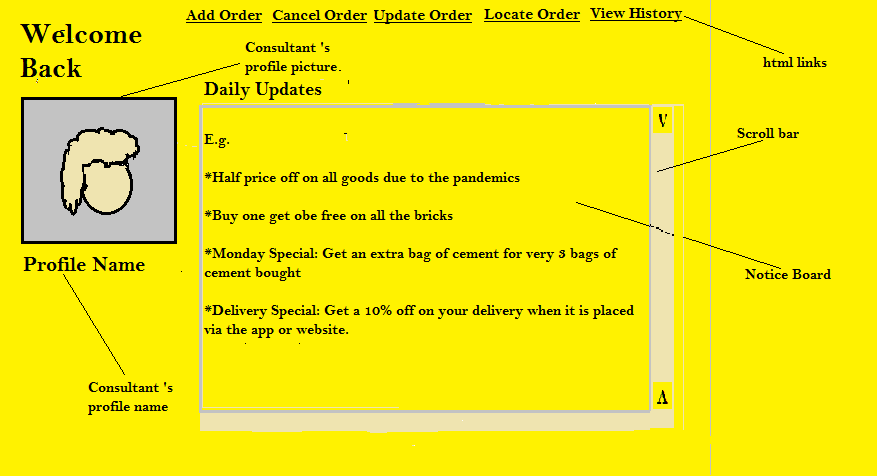 Add Order Cancel Order Update Order Locate Order View History
Welcome
Back
Consultant 's
profile picture.
html links
Daily Updates
V
Scroll bar
E.g.
*Half price off on all goods due to the pandemics
*Buy one get obe free on all the bricks
*Monday Special: Get an extra bag of cement for very 3 bags of
cement bought
Profile Name
Notice Board
*Delivery Special: Get a 10% off on your delivery when it is placed
via the app or website.
Consultant 's
profile name
Λ